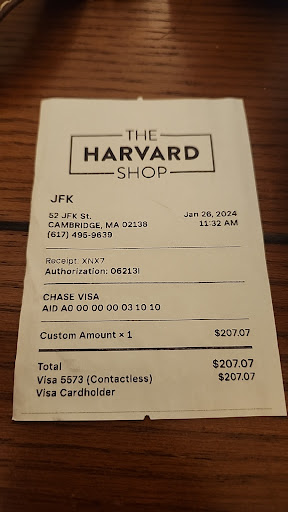 THE
HARVARD
SHOP
JFK
52 JFK St. Jan 26, 2024
CAMBRIDGE, MA 02138 11:32 AM
(617) 495-9639
Receipt XNX7
Authorization: 06213I
CHASE VISA
AID A0 00 00 00 03 10 10
Custom Amount × 1 $207.07
Total $207.07
Visa 5573 (Contactless) $207.07
Visa Cardholder